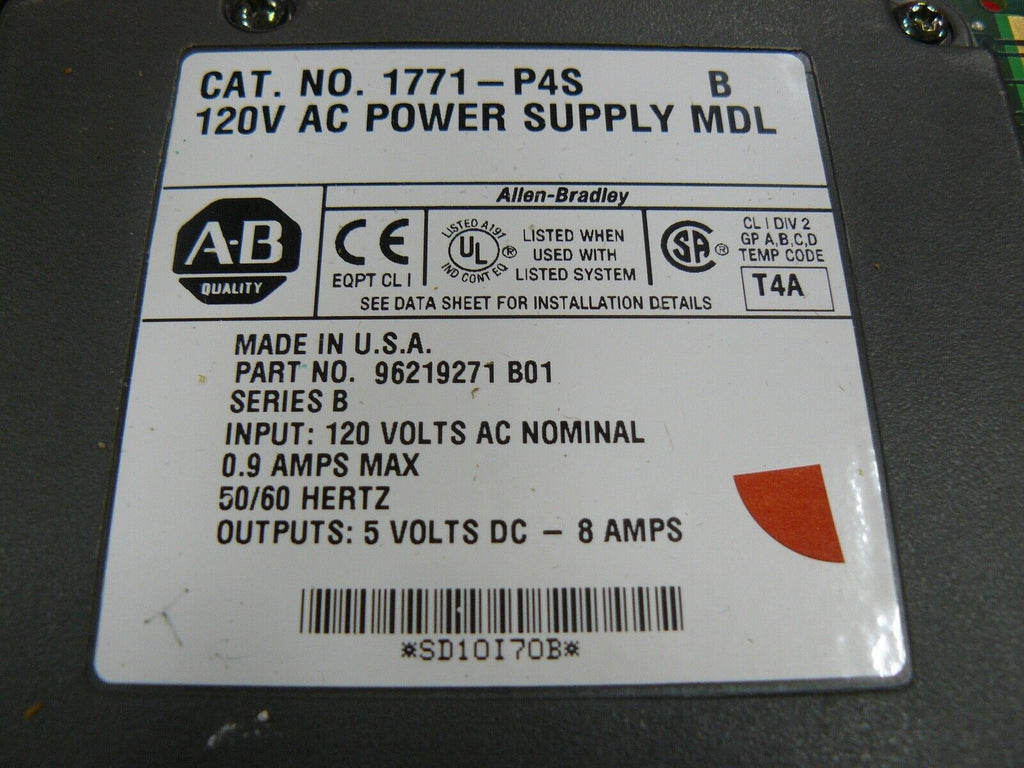 CAT. NO. 1771-P4S B
120V AC POWER SUPPLY MDL
Allen-Bradley
A-B
QUALITY
CE
EQPT CL I
LISTED A197
UL ®
IND CONT EQ
LISTED WHEN
USED WITH
LISTED SYSTEM
SA ®
CL I DIV 2
GP A,B,C,D
TEMP CODE
T4A
SEE DATA SHEET FOR INSTALLATION DETAILS
MADE IN U.S.A.
PART NO. 96219271 B01
SERIES B
INPUT: 120 VOLTS AC NOMINAL
0.9 AMPS MAX
50/60 HERTZ
OUTPUTS: 5 VOLTS DC - 8 AMPS
*SD10I70B*